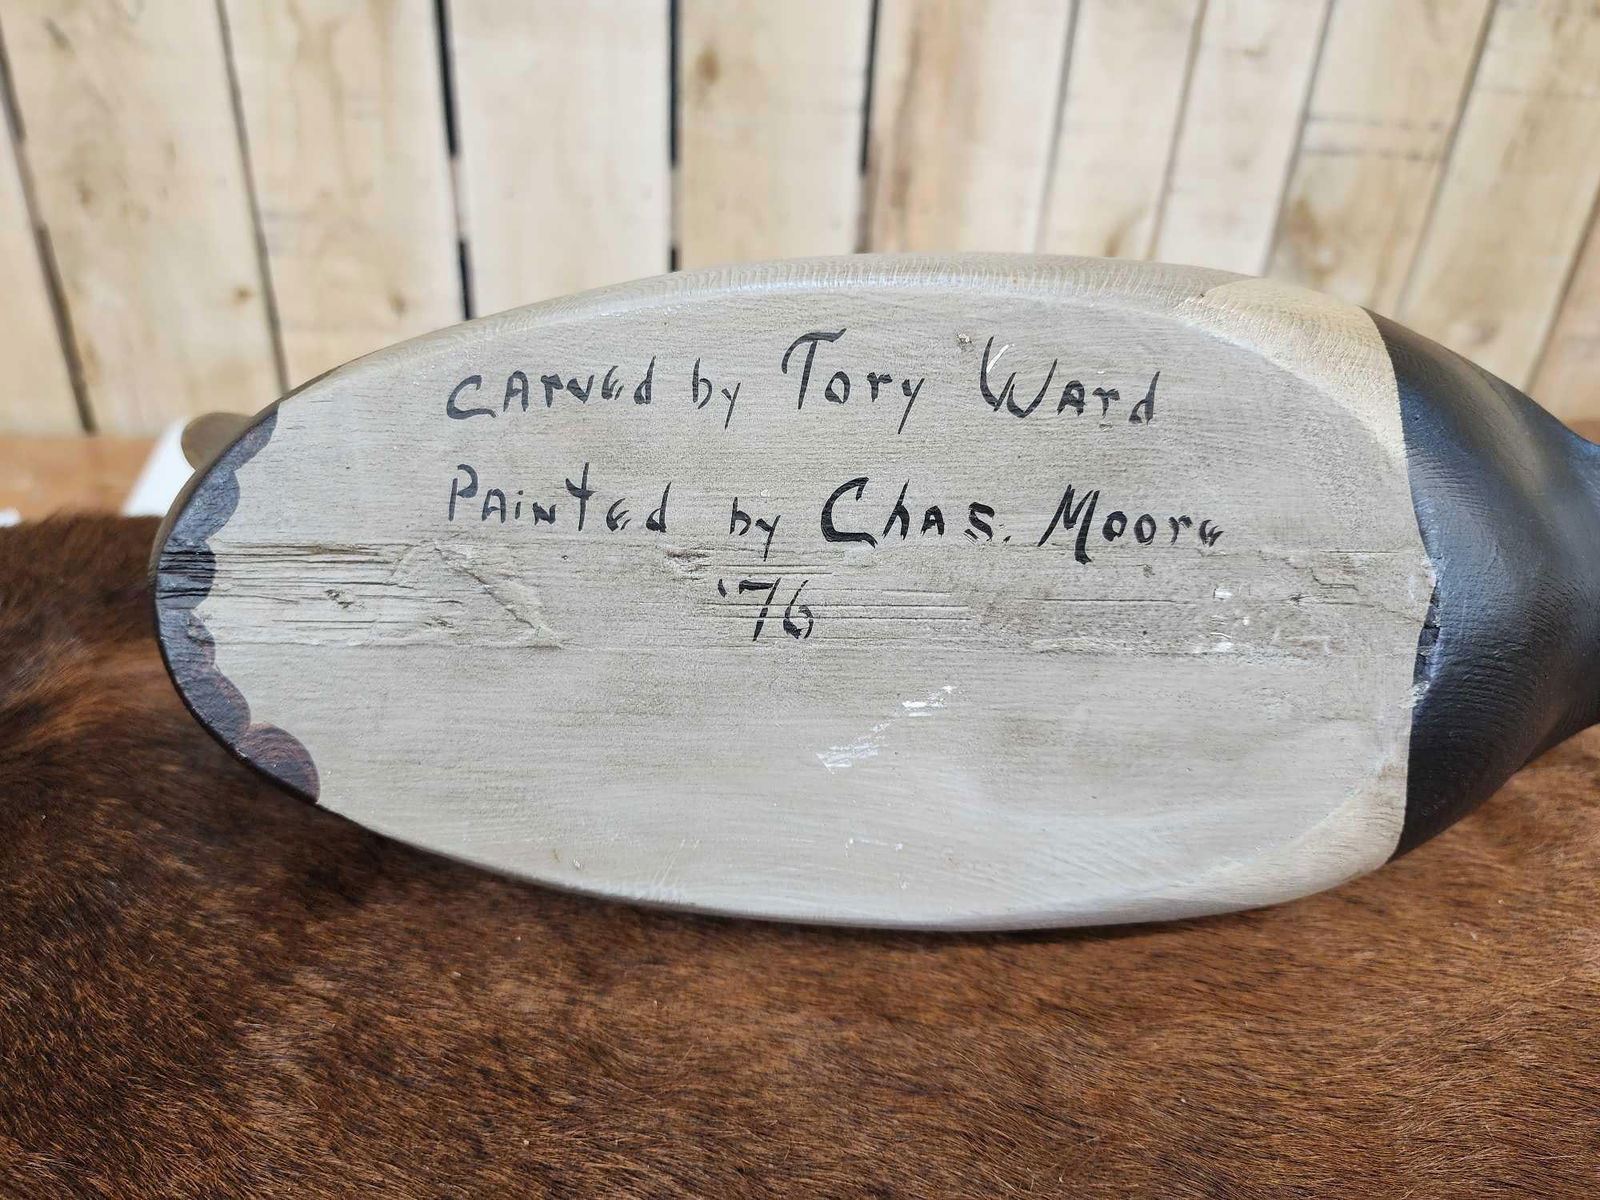 Carved by Tory Ward
Painted by Chas. Moore
'76